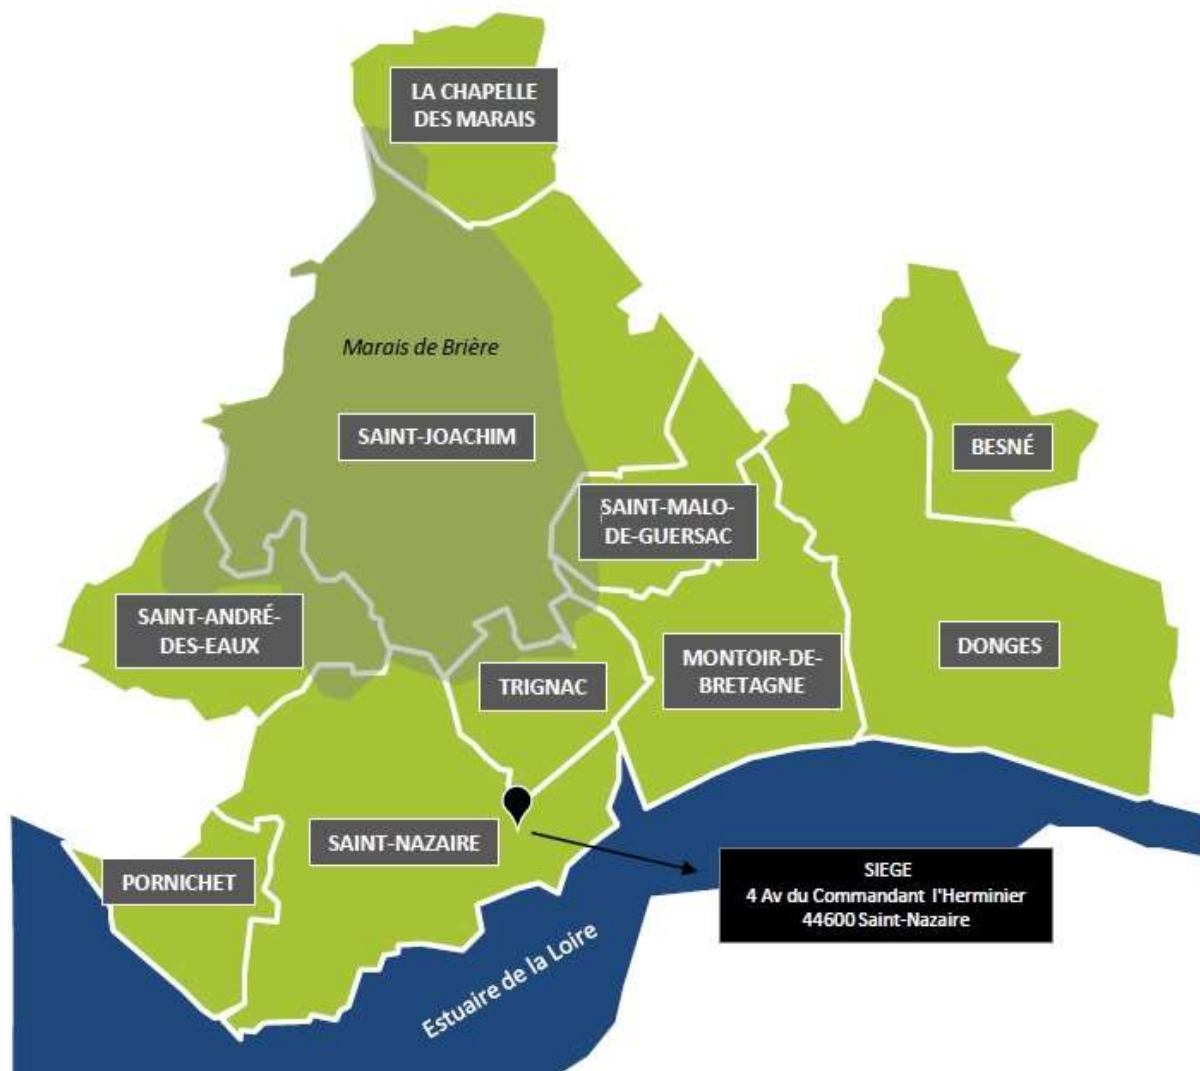 LA CHAPELLE
DES MARAIS
Marais de Brière
SAINT-JOACHIM
BESNÉ
SAINT-MALO-
DE-GUERSAC
SAINT-ANDRÉ-
DES-EAUX
DONGES
MONTOIR-DE-
BRETAGNE
TRIGNAC
SAINT-NAZAIRE
PORNICHET
SIEGE
4 Av du Commandant l'Herminier
44600 Saint-Nazaire
Estuaire de la Loire